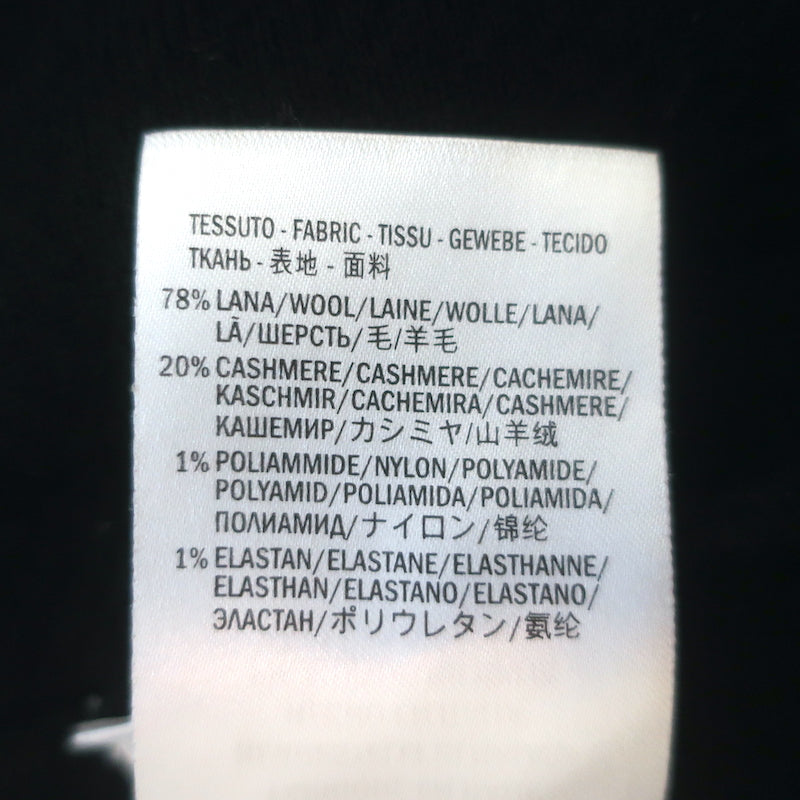 TESSUTO - FABRIC - TISSU - GEWEBE - TECIDO
ТКАНЬ - 表地 - 面料
78% LANA/WOOL/LAINE/WOLLE/LANA/
LÃ/ШЕРСТЬ/毛/羊毛
20% CASHMERE/CASHMERE/CACHEMIRE/
KASCHMIR/CACHEMIRA/CASHMERE/
КАШЕМИР/カシミヤ/山羊绒
1% POLIAMMIDE/NYLON/POLYAMIDE/
POLYAMID/POLIAMIDA/POLIAMIDA/
ПОЛИАМИД/ナイロン/锦纶
1% ELASTAN/ELASTANE/ELASTHANNE/
ELASTHAN/ELASTANO/ELASTANO/
ЭЛАСТАН/ポリウレタン/氨纶